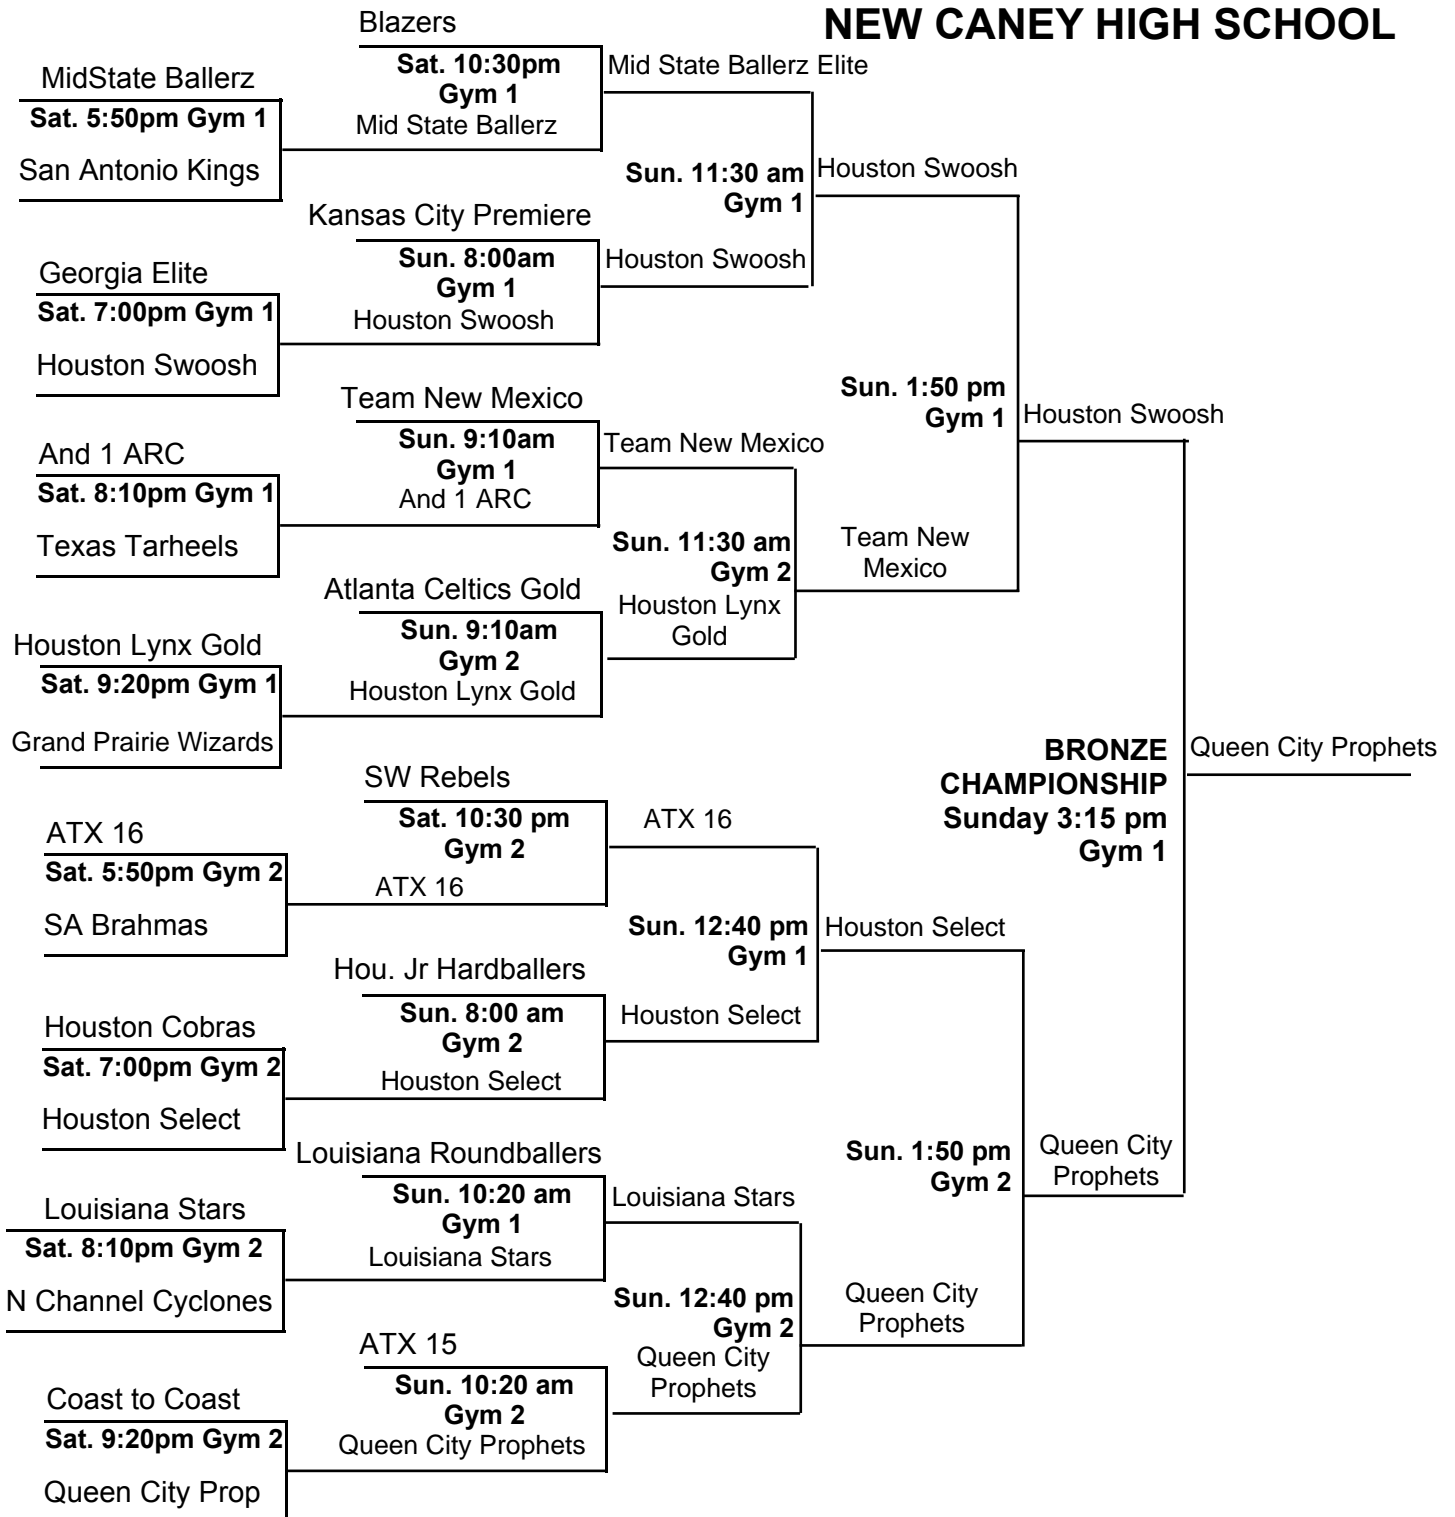 NEW CANEY HIGH SCHOOL
Blazers
Sat. 10:30pm
Gym 1
Mid State Ballerz
Mid State Ballerz Elite
MidState Ballerz
Sat. 5:50pm Gym 1
San Antonio Kings
Sun. 11:30 am
Gym 1
Houston Swoosh
Kansas City Premiere
Sun. 8:00am
Gym 1
Houston Swoosh
Houston Swoosh
Georgia Elite
Sat. 7:00pm Gym 1
Houston Swoosh
Sun. 1:50 pm
Gym 1
Houston Swoosh
Team New Mexico
Sun. 9:10am
Gym 1
And 1 ARC
Team New Mexico
And 1 ARC
Sat. 8:10pm Gym 1
Texas Tarheels
Sun. 11:30 am
Gym 2
Team New
Mexico
Atlanta Celtics Gold
Sun. 9:10am
Gym 2
Houston Lynx Gold
Houston Lynx
Gold
Houston Lynx Gold
Sat. 9:20pm Gym 1
Grand Prairie Wizards
BRONZE
CHAMPIONSHIP
Sunday 3:15 pm
Gym 1
Queen City Prophets
SW Rebels
Sat. 10:30 pm
Gym 2
ATX 16
ATX 16
ATX 16
Sat. 5:50pm Gym 2
SA Brahmas
Sun. 12:40 pm
Gym 1
Houston Select
Hou. Jr Hardballers
Sun. 8:00 am
Gym 2
Houston Select
Houston Select
Houston Cobras
Sat. 7:00pm Gym 2
Houston Select
Sun. 1:50 pm
Gym 2
Queen City
Prophets
Louisiana Roundballers
Sun. 10:20 am
Gym 1
Louisiana Stars
Louisiana Stars
Louisiana Stars
Sat. 8:10pm Gym 2
N Channel Cyclones
Sun. 12:40 pm
Gym 2
Queen City
Prophets
ATX 15
Sun. 10:20 am
Gym 2
Queen City Prophets
Queen City
Prophets
Coast to Coast
Sat. 9:20pm Gym 2
Queen City Prop